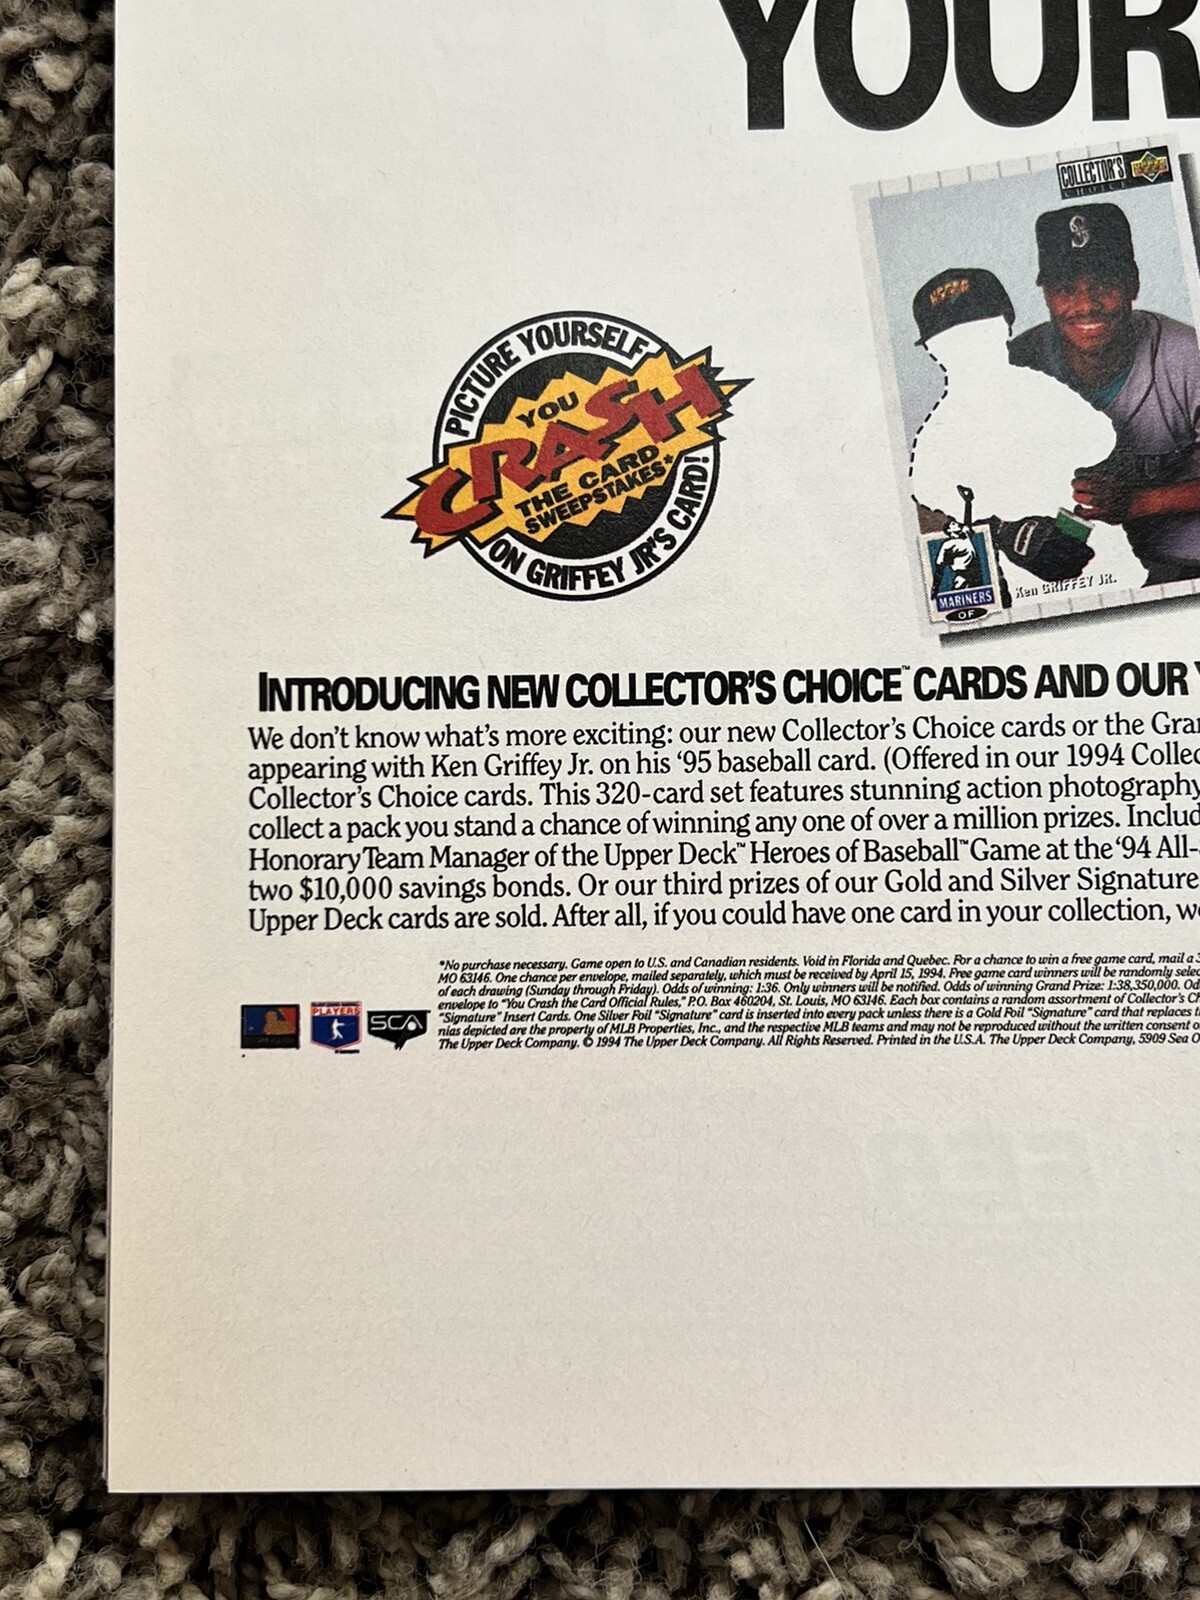 YOUR
COLLECTOR'S
CHOICE
PICTURE YOURSELF
YOU
CRASH
THE CARD
SWEEPSTAKES*
ON GRIFFEY JR'S CARD!
S
MARINERS
OF
Ken GRIFFEY JR.
INTRODUCING NEW COLLECTOR'S CHOICE™ CARDS AND OUR
We don't know what's more exciting: our new Collector's Choice cards or the Gran
appearing with Ken Griffey Jr. on his '95 baseball card. (Offered in our 1994 Collec
Collector's Choice cards. This 320-card set features stunning action photography
collect a pack you stand a chance of winning any one of over a million prizes. Includ
Honorary Team Manager of the Upper Deck™ Heroes of Baseball™ Game at the '94 All-
two $10,000 savings bonds. Or our third prizes of our Gold and Silver Signature
Upper Deck cards are sold. After all, if you could have one card in your collection, we
*No purchase necessary. Game open to U.S. and Canadian residents. Void in Florida and Quebec. For a chance to win a free game card, mail a 3
MO 63146. One chance per envelope, mailed separately, which must be received by April 15, 1994. Free game card winners will be randomly selec
of each drawing (Sunday through Friday). Odds of winning: 1:36. Only winners will be notified. Odds of winning Grand Prize: 1:38,350,000. Od
envelope to "You Crash the Card Official Rules," P.O. Box 460204, St. Louis, MO 63146. Each box contains a random assortment of Collector's C
"Signature" Insert Cards. One Silver Foil "Signature" card is inserted into every pack unless there is a Gold Foil "Signature" card that replaces t
nias depicted are the property of MLB Properties, Inc., and the respective MLB teams and may not be reproduced without the written consent o
The Upper Deck Company. © 1994 The Upper Deck Company. All Rights Reserved. Printed in the U.S.A. The Upper Deck Company, 5909 Sea O
PLAYERS
SCA